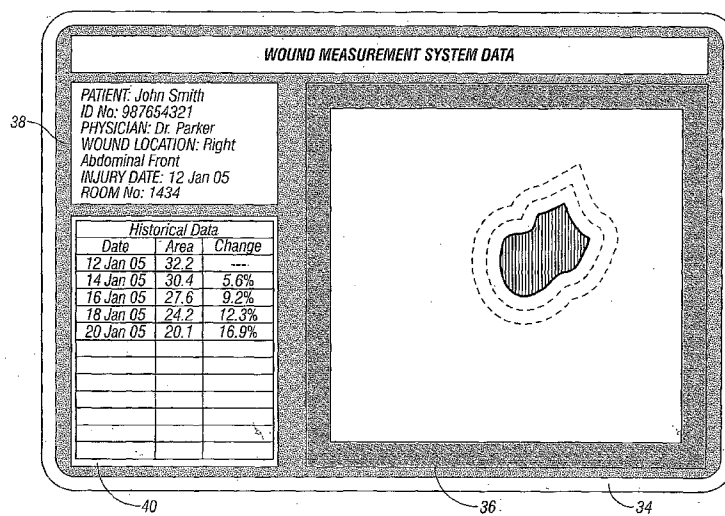 WOUND MEASUREMENT SYSTEM DATA
PATIENT: John Smith
ID No: 987654321
PHYSICIAN: Dr. Parker
WOUND LOCATION: Right
Abdominal Front
INJURY DATE: 12 Jan 05
ROOM No: 1434
Historical Data
Date Area Change
12 Jan 05 32.2 ----
14 Jan 05 30.4 5.6%
16 Jan 05 27.6 9.2%
18 Jan 05 24.2 12.3%
20 Jan 05 20.1 16.9%
38
40
36
34